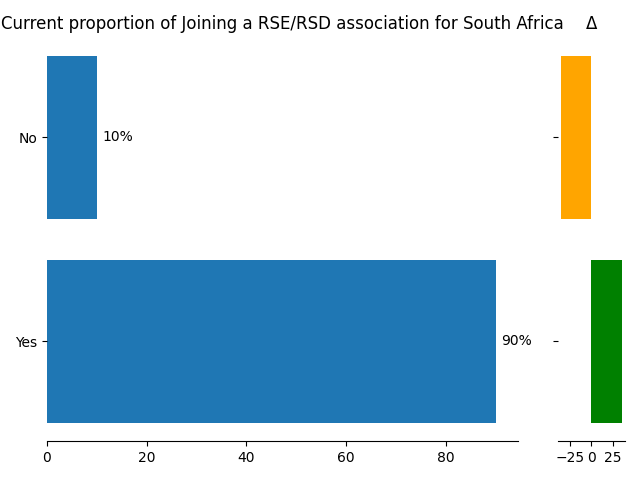 Current proportion of Joining a RSE/RSD association for South Africa Δ
No 10%
Yes 90%
0 20 40 60 80 −25 0 25